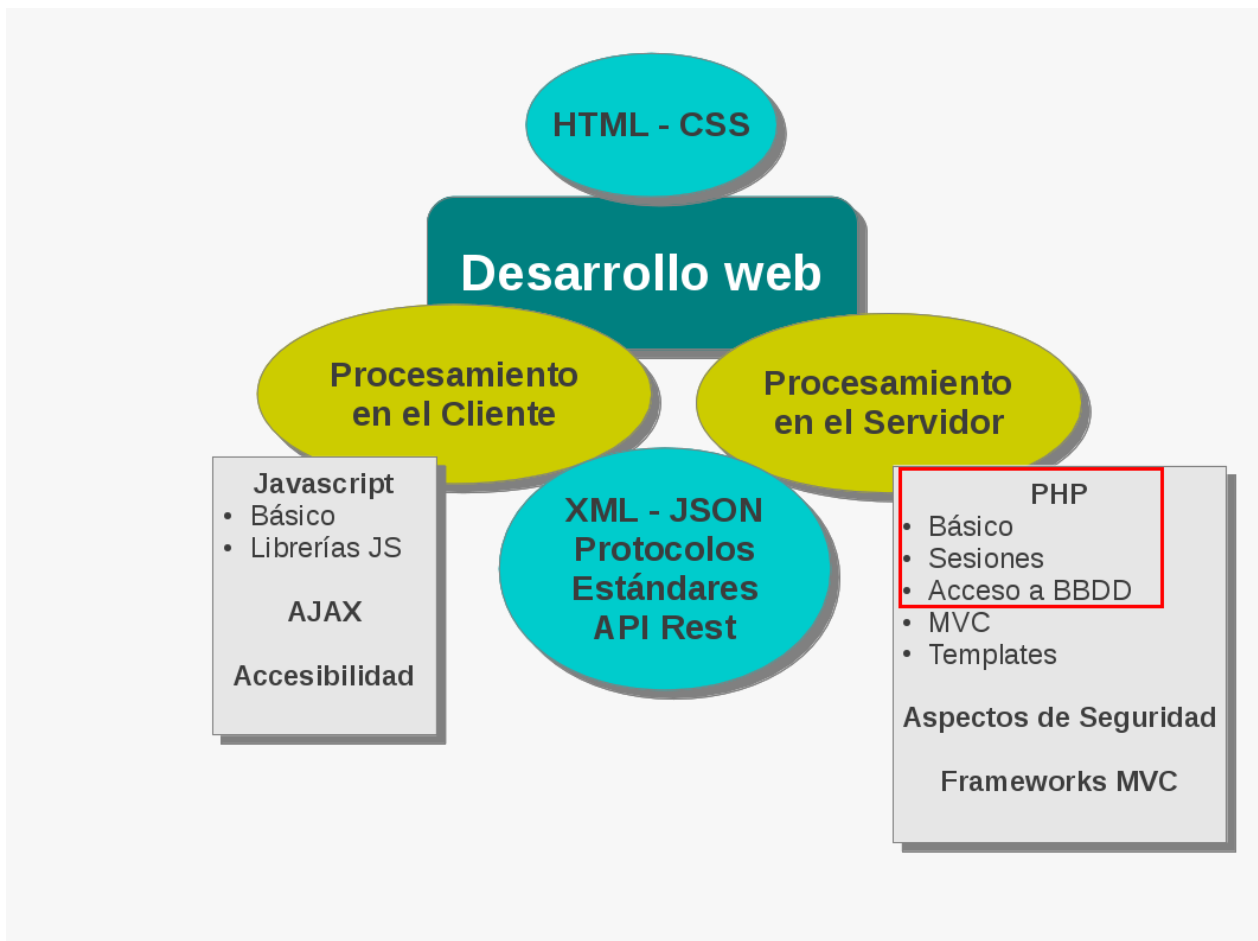 HTML - CSS
Desarrollo web
Procesamiento
en el Cliente
Procesamiento
en el Servidor
Javascript
• Básico
• Librerías JS
AJAX
Accesibilidad
XML - JSON
Protocolos
Estándares
API Rest
PHP
• Básico
• Sesiones
• Acceso a BBDD
• MVC
• Templates
Aspectos de Seguridad
Frameworks MVC